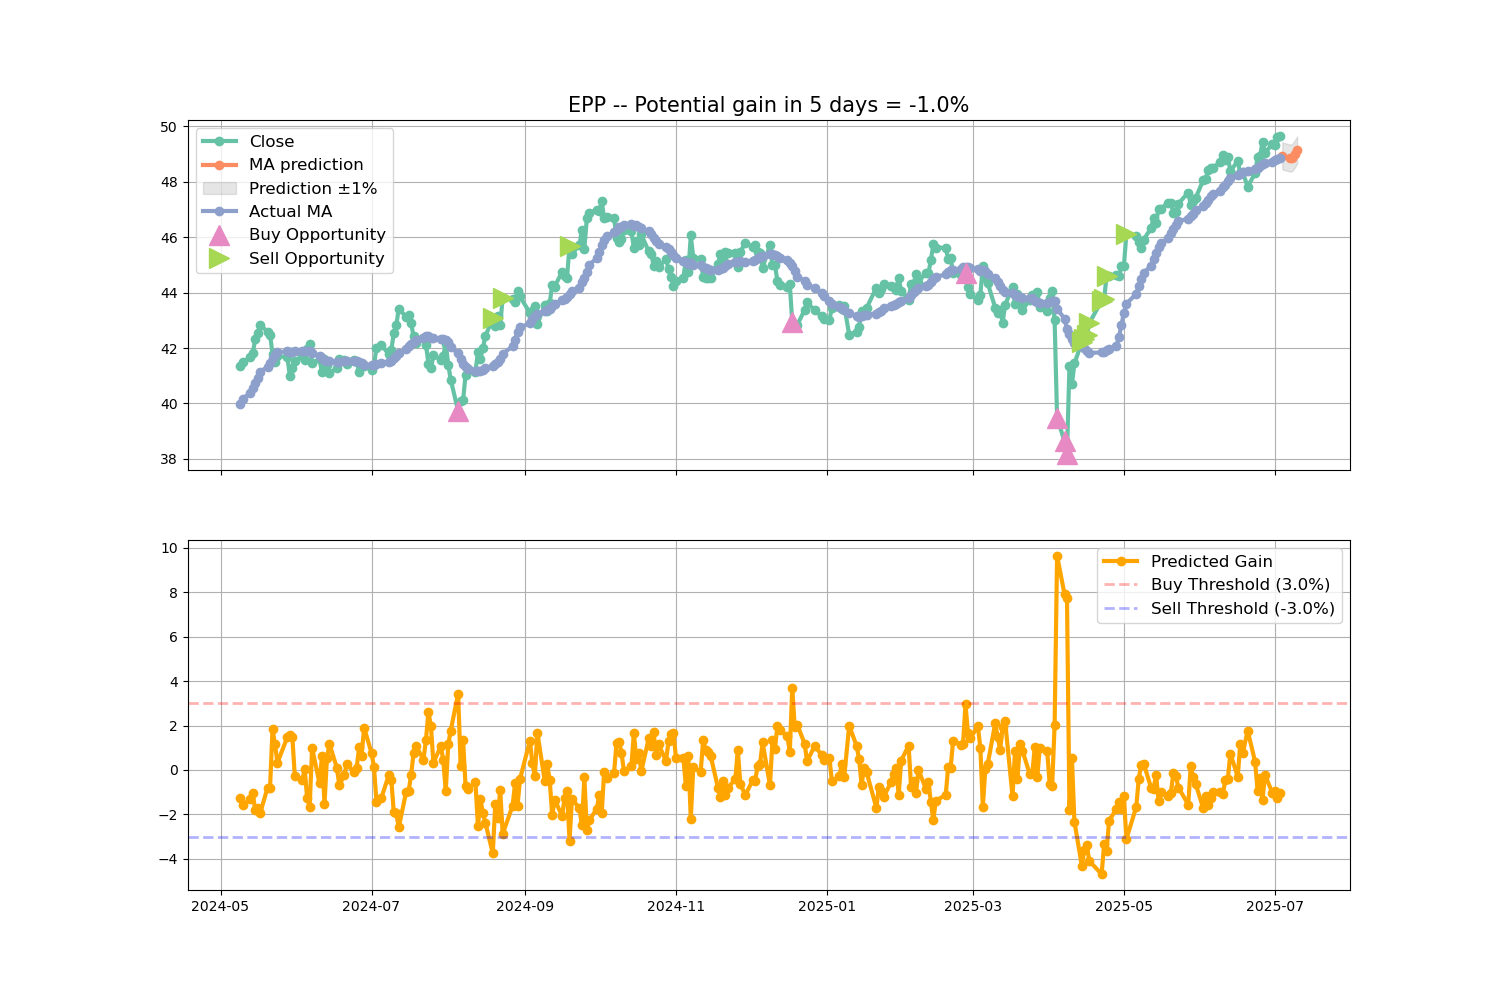 EPP -- Potential gain in 5 days = -1.0%
50
48
46
44
42
40
38
Close
MA prediction
Prediction ±1%
Actual MA
Buy Opportunity
Sell Opportunity
10
8
6
4
2
0
−2
−4
Predicted Gain
Buy Threshold (3.0%)
Sell Threshold (-3.0%)
2024-05
2024-07
2024-09
2024-11
2025-01
2025-03
2025-05
2025-07